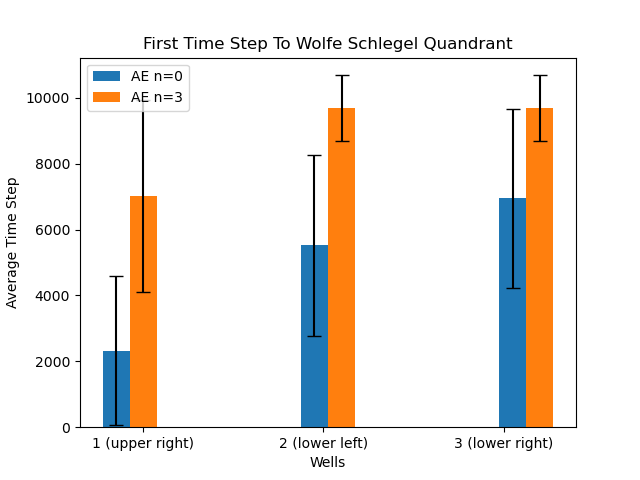 First Time Step To Wolfe Schlegel Quandrant
AE n=0
AE n=3
10000
8000
6000
4000
2000
0
Average Time Step
1 (upper right)
2 (lower left)
3 (lower right)
Wells